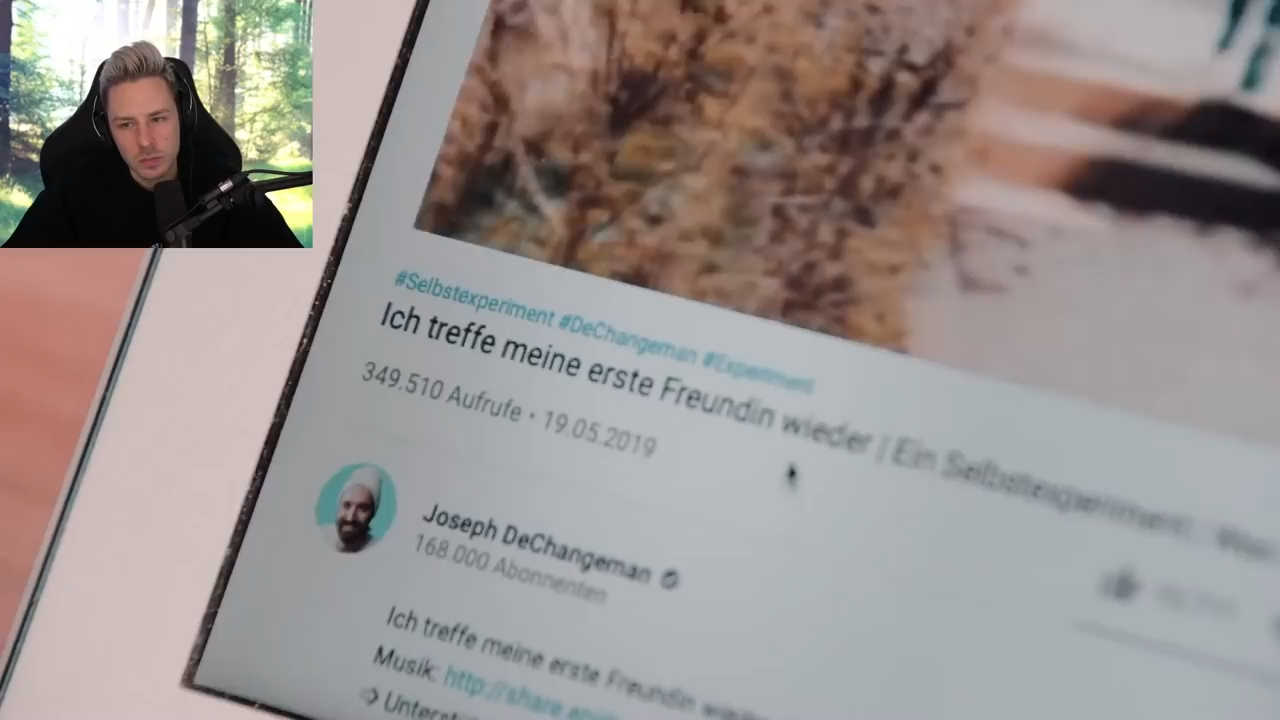 #Selbstexperiment #DeChangeman #Experiment
Ich treffe meine erste Freundin wieder | Ein Selbstexperiment
349.510 Aufrufe • 19.05.2019
Joseph DeChangeman
168.000 Abonnenten
Ich treffe meine erste Freundin
Musik: http://share.